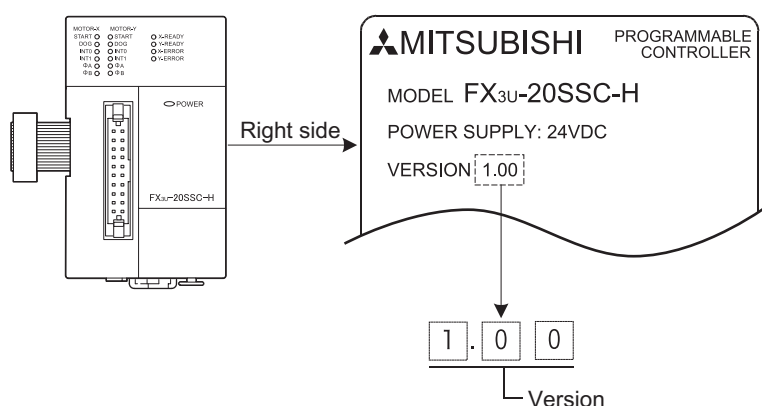 MOTOR-X MOTOR-Y
START START X-READY
DOG DOG Y-READY
INT0 INT0 X-ERROR
INT1 INT1 Y-ERROR
ΦA ΦA
ΦB ΦB
POWER
FX3U-20SSC-H
Right side
MITSUBISHI PROGRAMMABLE
CONTROLLER
MODEL FX3U-20SSC-H
POWER SUPPLY: 24VDC
VERSION 1.00
1.0 0
Version